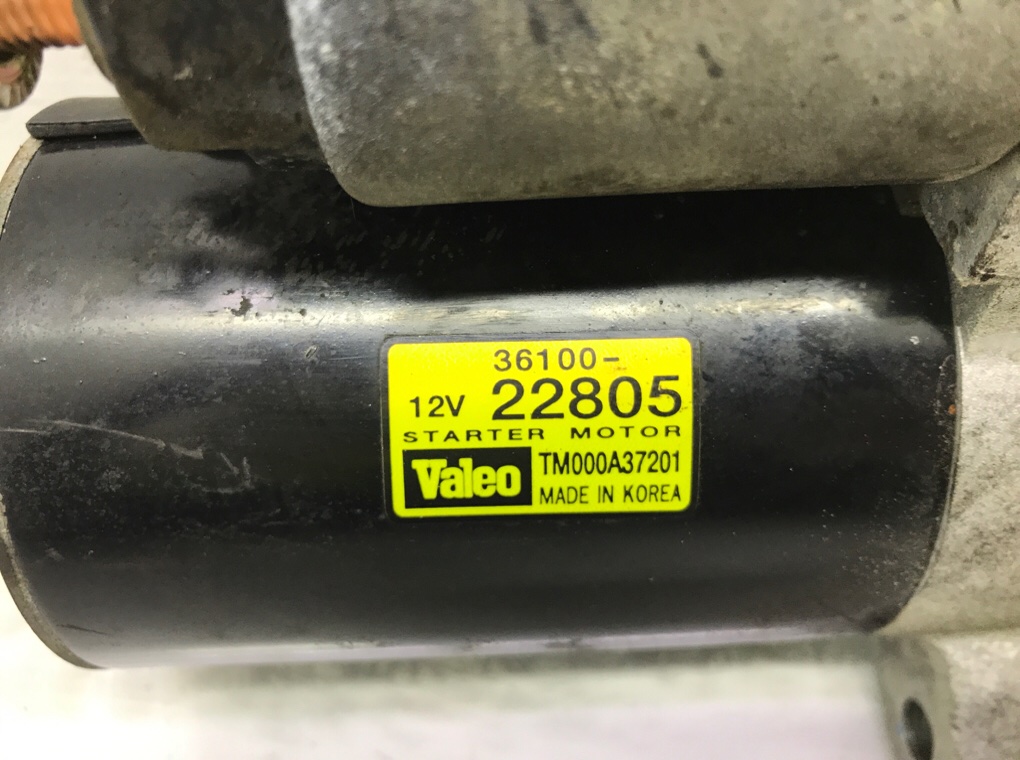 36100-
12V 22805
STARTER MOTOR
Valeo TM000A37201
MADE IN KOREA